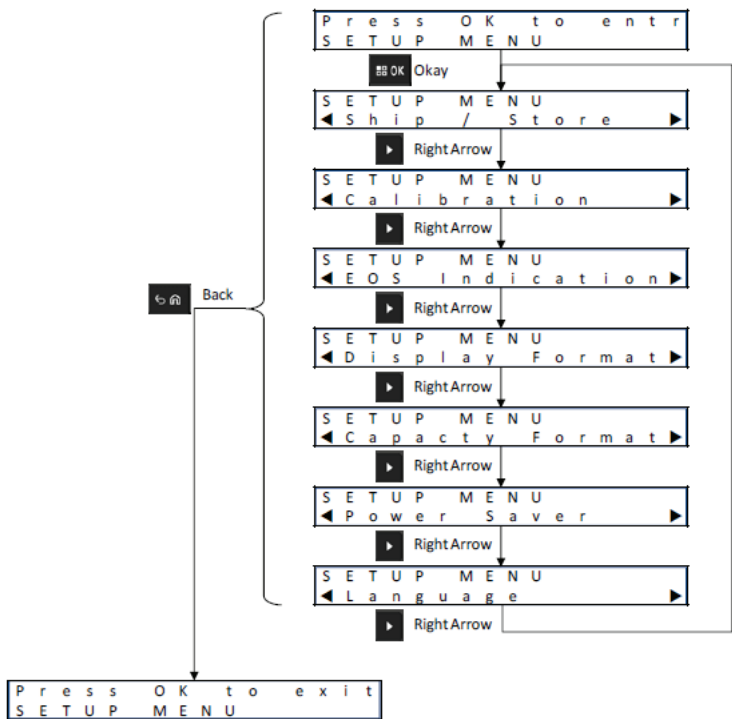 Press OK to entr
SETUP MENU
OK Okay
SETUP MENU
◀Ship / Store ▶
Right Arrow
SETUP MENU
◀Calibration ▶
Right Arrow
SETUP MENU
◀EOS Indication▶
Back
Right Arrow
SETUP MENU
◀Display Format▶
Right Arrow
SETUP MENU
◀Capacty Format▶
Right Arrow
SETUP MENU
◀Power Saver ▶
Right Arrow
SETUP MENU
◀Language ▶
Right Arrow
Press OK to exit
SETUP MENU